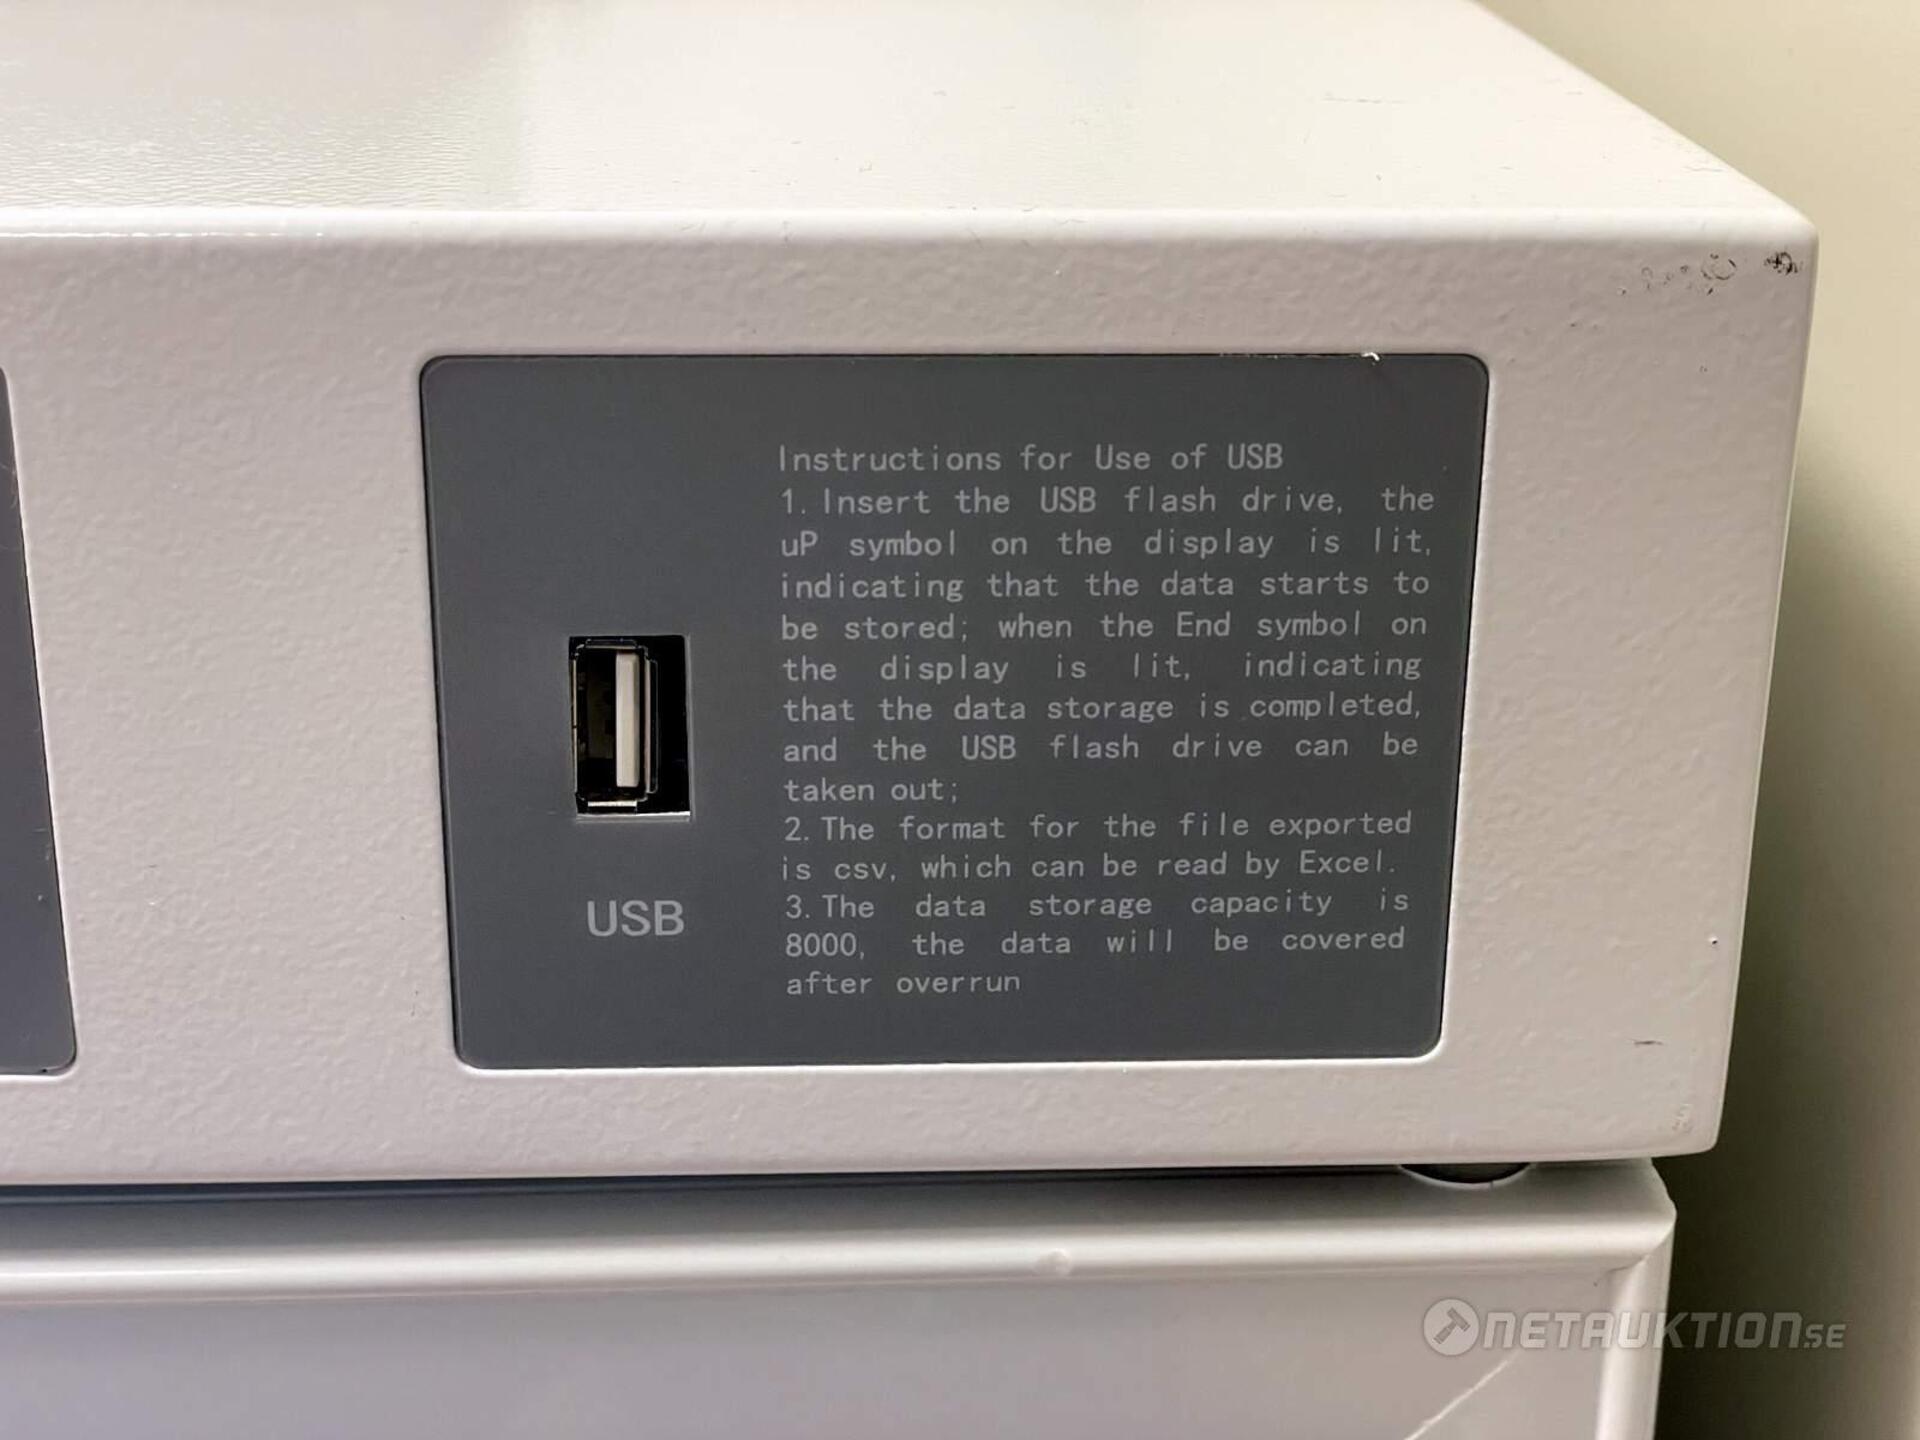 Instructions for Use of USB
1. Insert the USB flash drive, the
uP symbol on the display is lit,
indicating that the data starts to
be stored; when the End symbol on
the display is lit, indicating
that the data storage is completed,
and the USB flash drive can be
taken out;
2. The format for the file exported
is csv, which can be read by Excel.
3. The data storage capacity is
8000, the data will be covered
after overrun
USB
NETAUKTION.SE